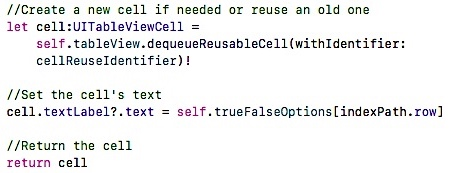 //Create a new cell if needed or reuse an old one
let cell:UITableViewCell =
self.tableView.dequeueReusableCell(withIdentifier:
cellReuseIdentifier)!
//Set the cell's text
cell.textLabel?.text = self.trueFalseOptions[indexPath.row]
//Return the cell
return cell